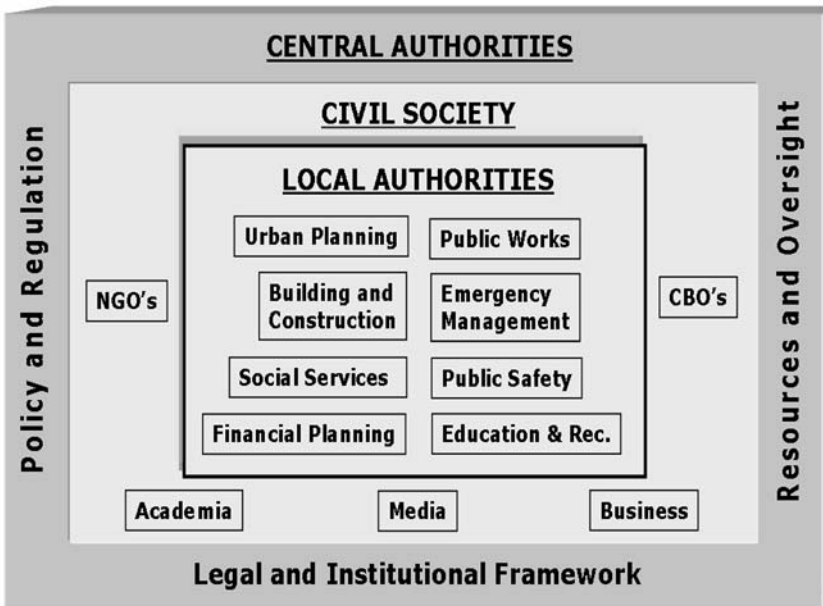 CENTRAL AUTHORITIES
Policy and Regulation
Resources and Oversight
CIVIL SOCIETY
LOCAL AUTHORITIES
Urban Planning
Public Works
NGO's
Building and
Construction
Emergency
Management
CBO's
Social Services
Public Safety
Financial Planning
Education & Rec.
Academia
Media
Business
Legal and Institutional Framework